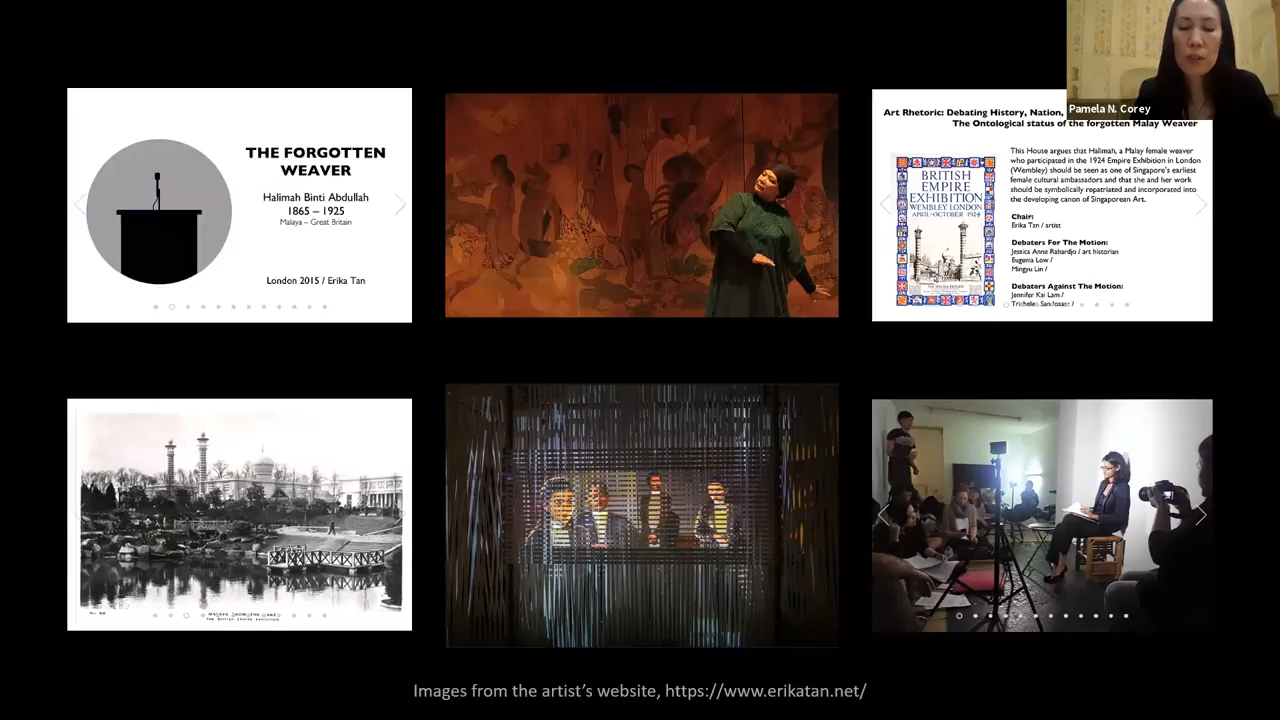 Pamela N. Corey
THE FORGOTTEN
WEAVER
Halimah Binti Abdullah
1865 – 1925
Malaya – Great Britain
London 2015 / Erika Tan
Art Rhetoric: Debating History, Nation,
The Ontological status of the forgotten Malay Weaver
BRITISH
EMPIRE
EXHIBITION
WEMBLEY LONDON
APRIL-OCTOBER 1924
This House argues that Halimah, a Malay female weaver
who participated in the 1924 Empire Exhibition in London
(Wembley) should be seen as one of Singapore's earliest
female cultural ambassadors and that she and her work
should be symbolically repatriated and incorporated into
the developing canon of Singaporean Art.
Chair:
Erika Tan / artist
Debaters For The Motion:
Jessica Anne Rahardjo / art historian
Eugenia Low /
Mingyu Lin /
Debaters Against The Motion:
Jennifer Kai Lam /
THE BRITISH EMPIRE EXHIBITION
Images from the artist's website, https://www.erikatan.net/